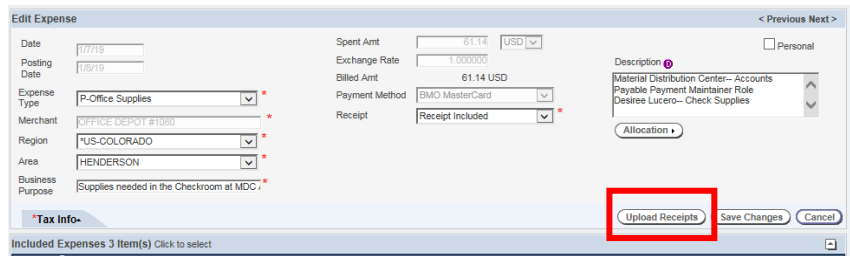 Edit Expense < Previous Next >
Date 1/7/19 Spent Amt 61.14 USD Personal
Posting Date 1/6/19 Exchange Rate 1.000000 Description D
Billed Amt 61.14 USD
Expense Type P-Office Supplies * Payment Method BMO MasterCard
Material Distribution Center-- Accounts
Payable Payment Maintainer Role
Desiree Lucero-- Check Supplies
Merchant OFFICE DEPOT #1080 * Receipt Receipt Included *
Allocation
Region *US-COLORADO *
Area HENDERSON *
Business Purpose Supplies needed in the Checkroom at MDC *
*Tax Info Upload Receipts Save Changes Cancel
Included Expenses 3 Item(s) Click to select